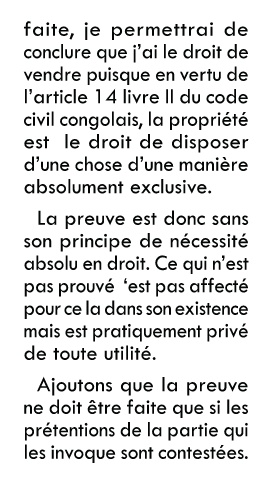 faite, je permettrai de
conclure que j’ai le droit de
vendre puisque en vertu de
l’article 14 livre II du code
civil congolais, la propriété
est le droit de disposer
d’une chose d’une manière
absolument exclusive.
La preuve est donc sans
son principe de nécessité
absolu en droit. Ce qui n’est
pas prouvé ‘est pas affecté
pour ce la dans son existence
mais est pratiquement privé
de toute utilité.
Ajoutons que la preuve
ne doit être faite que si les
prétentions de la partie qui
les invoque sont contestées.